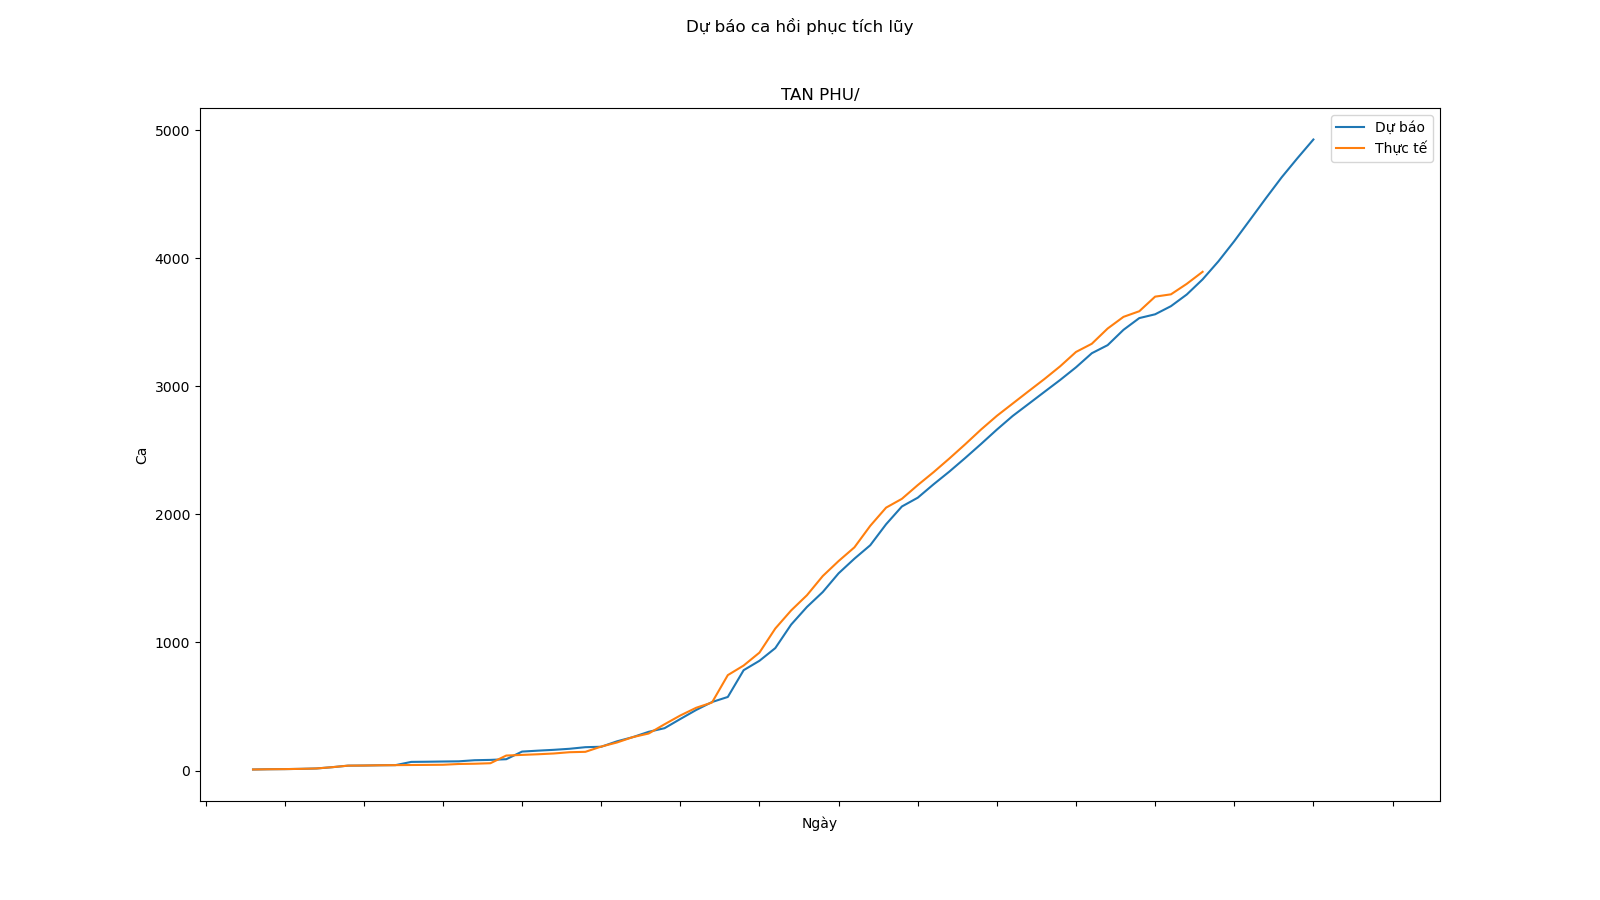 Dự báo ca hồi phục tích lũy
TAN PHU/
Dự báo
Thực tế
5000
4000
3000
2000
1000
0
Ca
Ngày